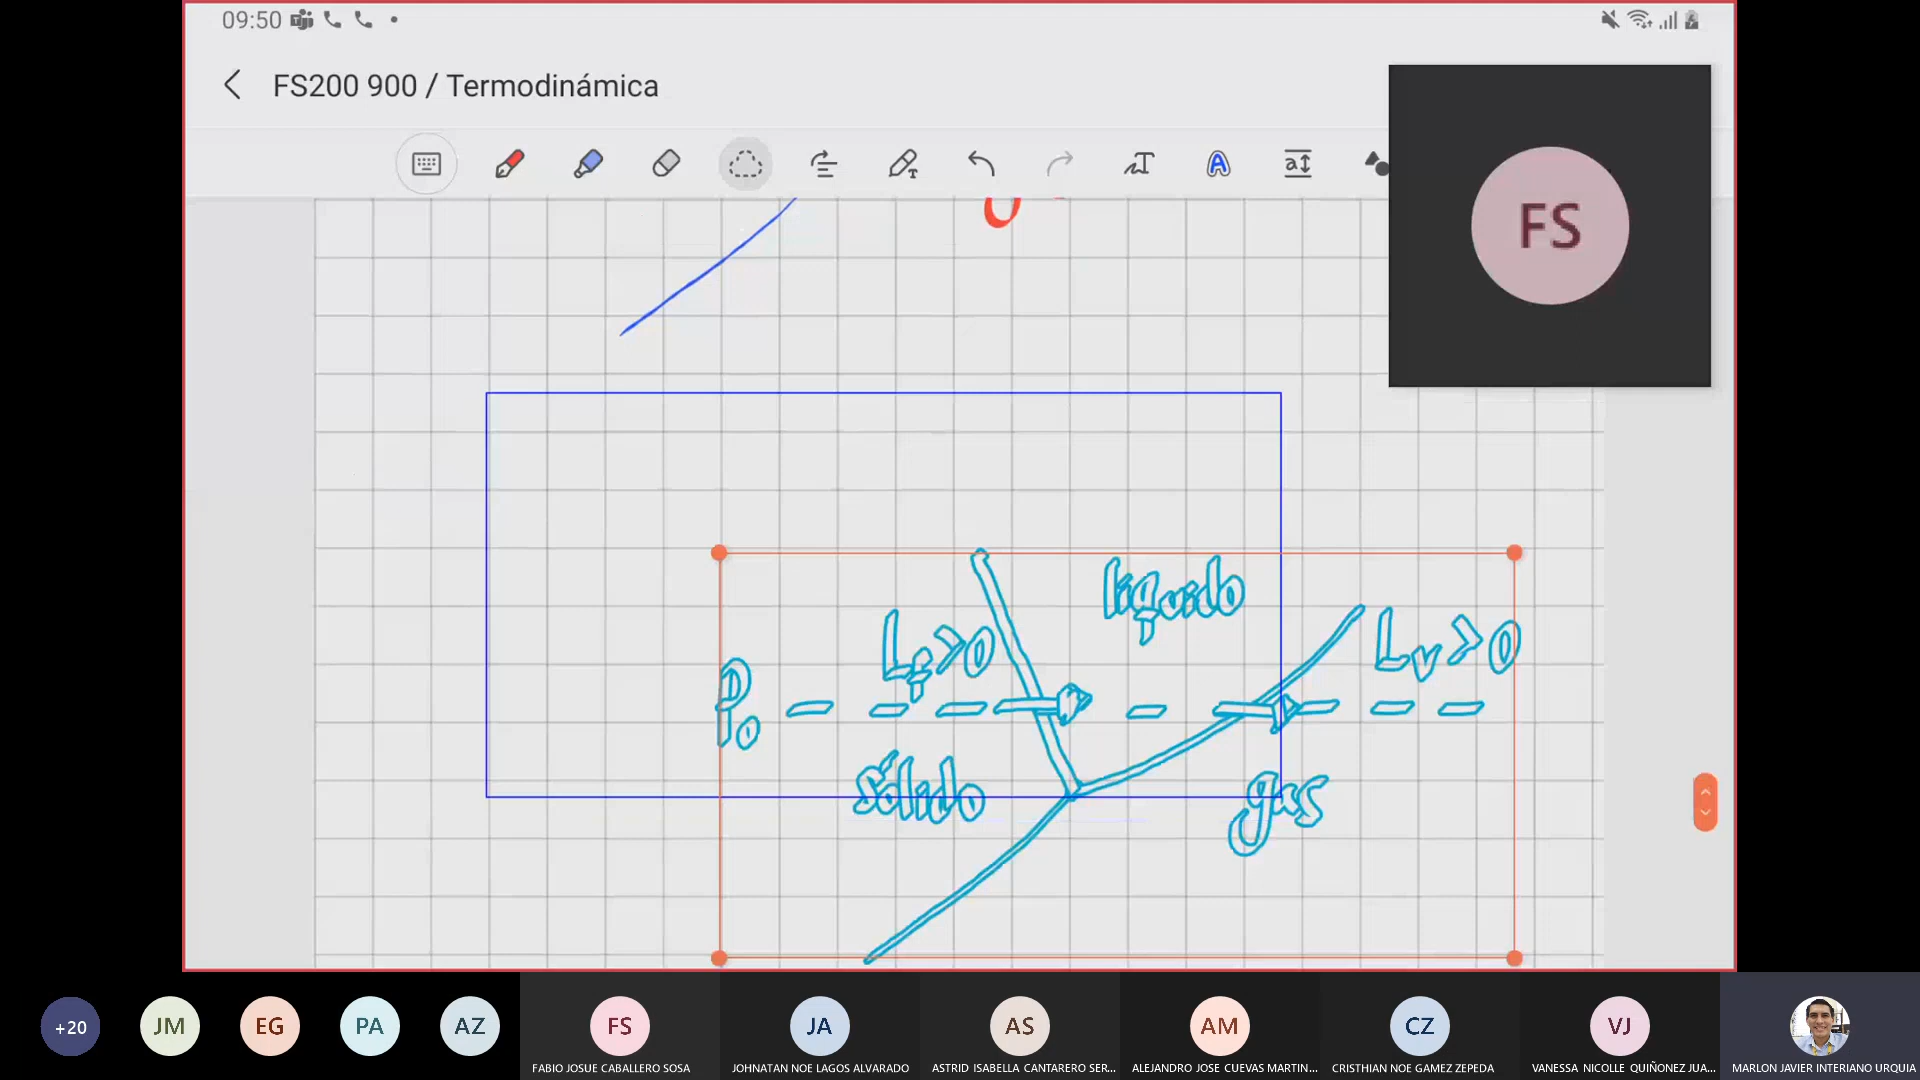 09:50
FS200 900 / Termodinámica
FS
líquido
Lf>0
Lv>0
P0
sólido
gas
+20
JM
EG
PA
AZ
FS
JA
AS
AM
CZ
VJ
FABIO JOSUE CABALLERO SOSA
JOHNATAN NOE LAGOS ALVARADO
ASTRID ISABELLA CANTARERO SER...
ALEJANDRO JOSE CUEVAS MARTIN...
CRISTHIAN NOE GAMEZ ZEPEDA
VANESSA NICOLLE QUIÑONEZ JUA...
MARLON JAVIER INTERIANO URQUIA